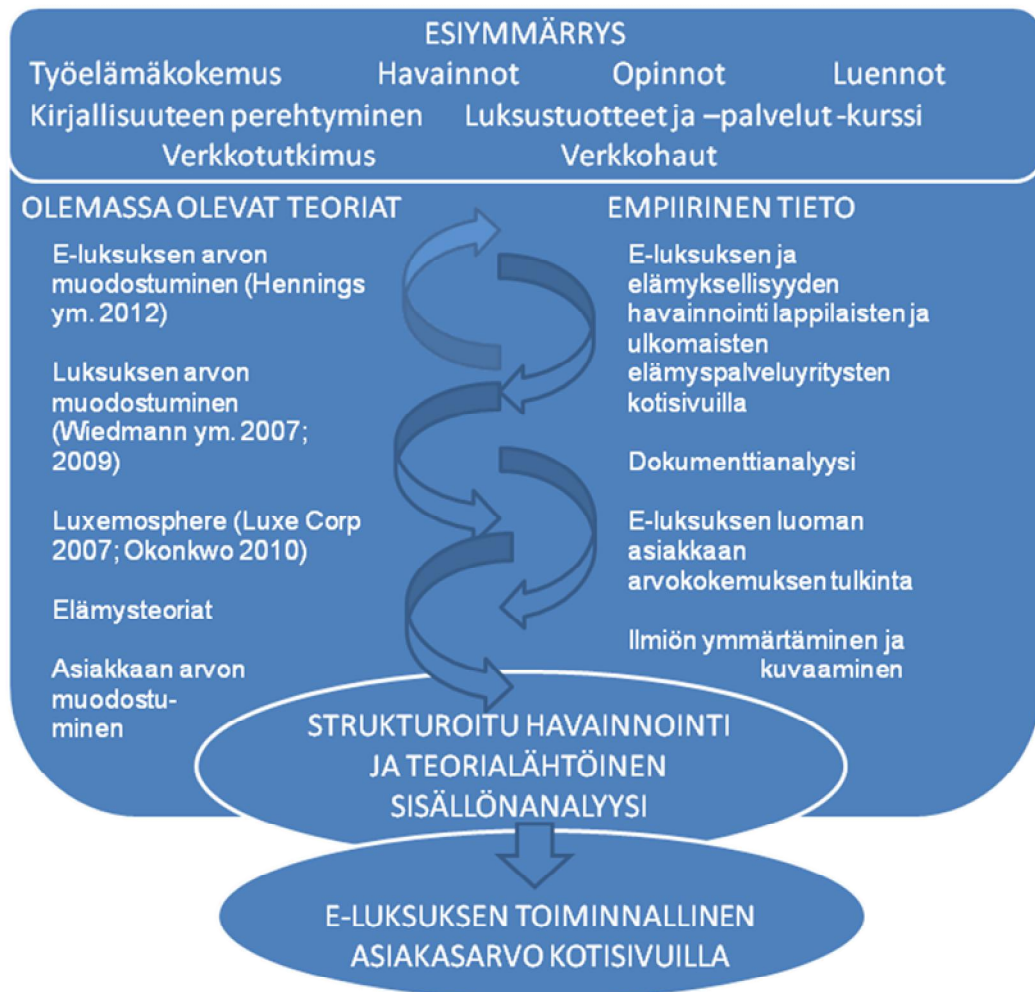 ESIYMMÄRRYS
Työelämäkokemus Havainnot Opinnot Luennot
Kirjallisuuteen perehtyminen Luksustuotteet ja –palvelut -kurssi
Verkkotutkimus Verkkohaut
OLEMASSA OLEVAT TEORIAT
E-luksuksen arvon
muodostuminen (Hennings
ym. 2012)
Luksuksen arvon
muodostuminen
(Wiedmann ym. 2007;
2009)
Luxemosphere (Luxe Corp
2007; Okonkwo 2010)
Elämysteoriat
Asiakkaan arvon
muodostu-
minen
EMPIIRINEN TIETO
E-luksuksen ja
elämyksellisyyden
havainnointi lappilaisten ja
ulkomaisten
elämyspalveluyritysten
kotisivuilla
Dokumenttianalyysi
E-luksuksen luoman
asiakkaan
arvokokemuksen tulkinta
Ilmiön ymmärtäminen ja
kuvaaminen
STRUKTUROITU HAVAINNOINTI
JA TEORIALÄHTÖINEN
SISÄLLÖNANALYYSI
E-LUKSUKSEN TOIMINNALLINEN
ASIAKASARVO KOTISIVUILLA